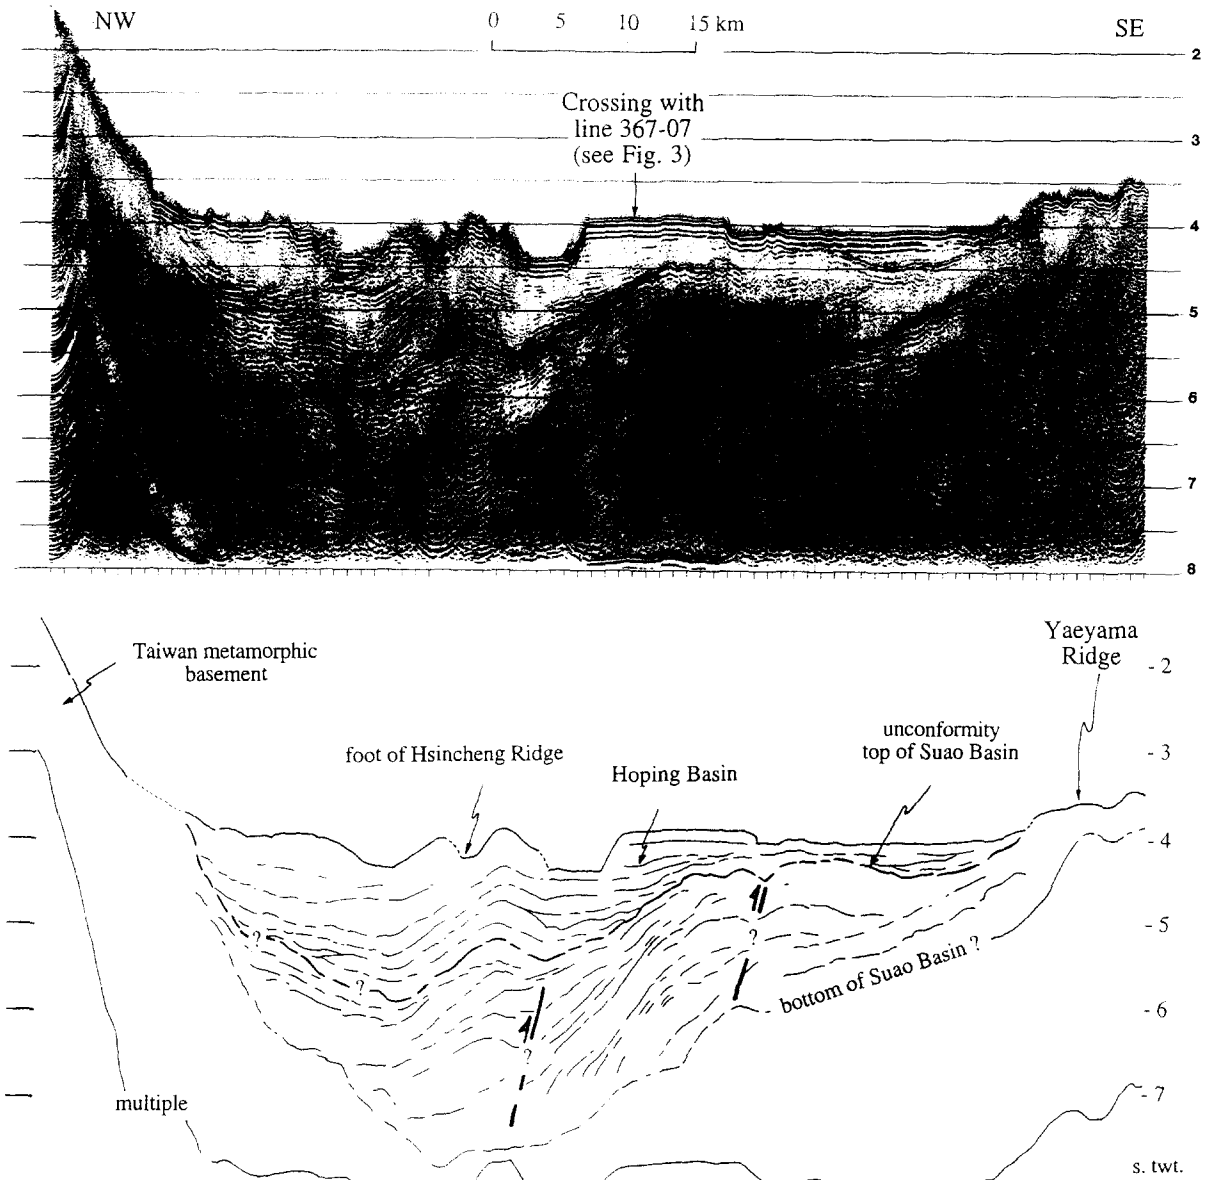 NW
0 5 10 15 km
SE
2
Crossing with
line 367-07
(see Fig. 3)
3
4
5
6
7
8
Yaeyama
Ridge
Taiwan metamorphic
basement
- 2
unconformity
top of Suao Basin
foot of Hsincheng Ridge
- 3
Hoping Basin
- 4
?
?
- 5
?
bottom of Suao Basin ?
- 6
?
multiple
- 7
s. twt.